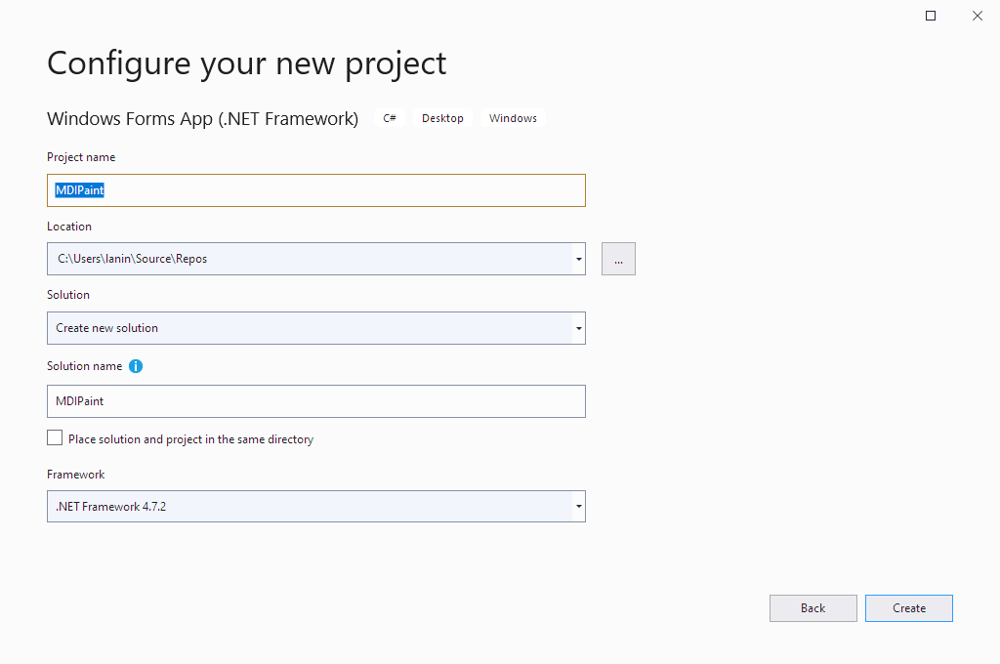 Configure your new project
Windows Forms App (.NET Framework) C# Desktop Windows
Project name
MDIPaint
Location
C:\Users\lanin\Source\Repos
...
Solution
Create new solution
Solution name
MDIPaint
Place solution and project in the same directory
Framework
.NET Framework 4.7.2
Back Create